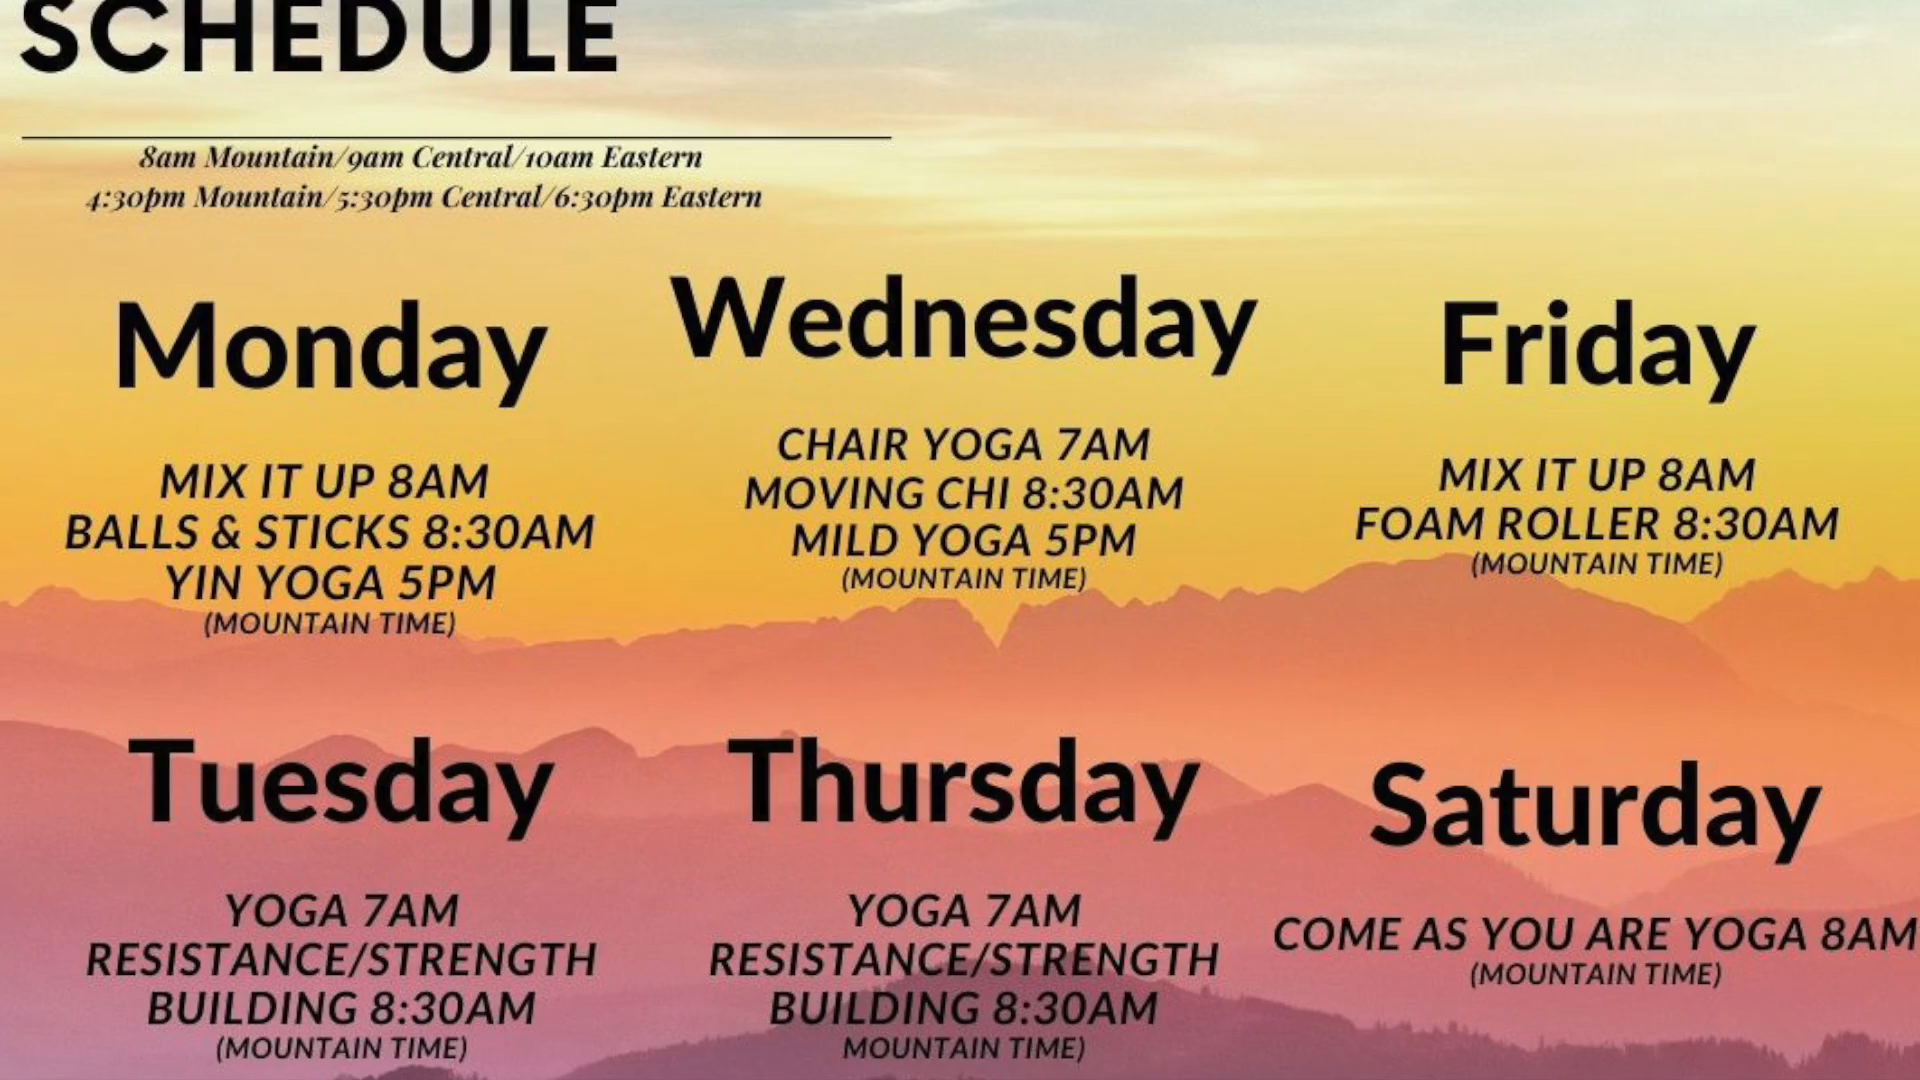 SCHEDULE
8am Mountain/9am Central/10am Eastern
4:30pm Mountain/5:30pm Central/6:30pm Eastern
Monday
MIX IT UP 8AM
BALLS & STICKS 8:30AM
YIN YOGA 5PM
(MOUNTAIN TIME)
Wednesday
CHAIR YOGA 7AM
MOVING CHI 8:30AM
MILD YOGA 5PM
(MOUNTAIN TIME)
Friday
MIX IT UP 8AM
FOAM ROLLER 8:30AM
(MOUNTAIN TIME)
Tuesday
YOGA 7AM
RESISTANCE/STRENGTH
BUILDING 8:30AM
(MOUNTAIN TIME)
Thursday
YOGA 7AM
RESISTANCE/STRENGTH
BUILDING 8:30AM
MOUNTAIN TIME)
Saturday
COME AS YOU ARE YOGA 8AM
(MOUNTAIN TIME)